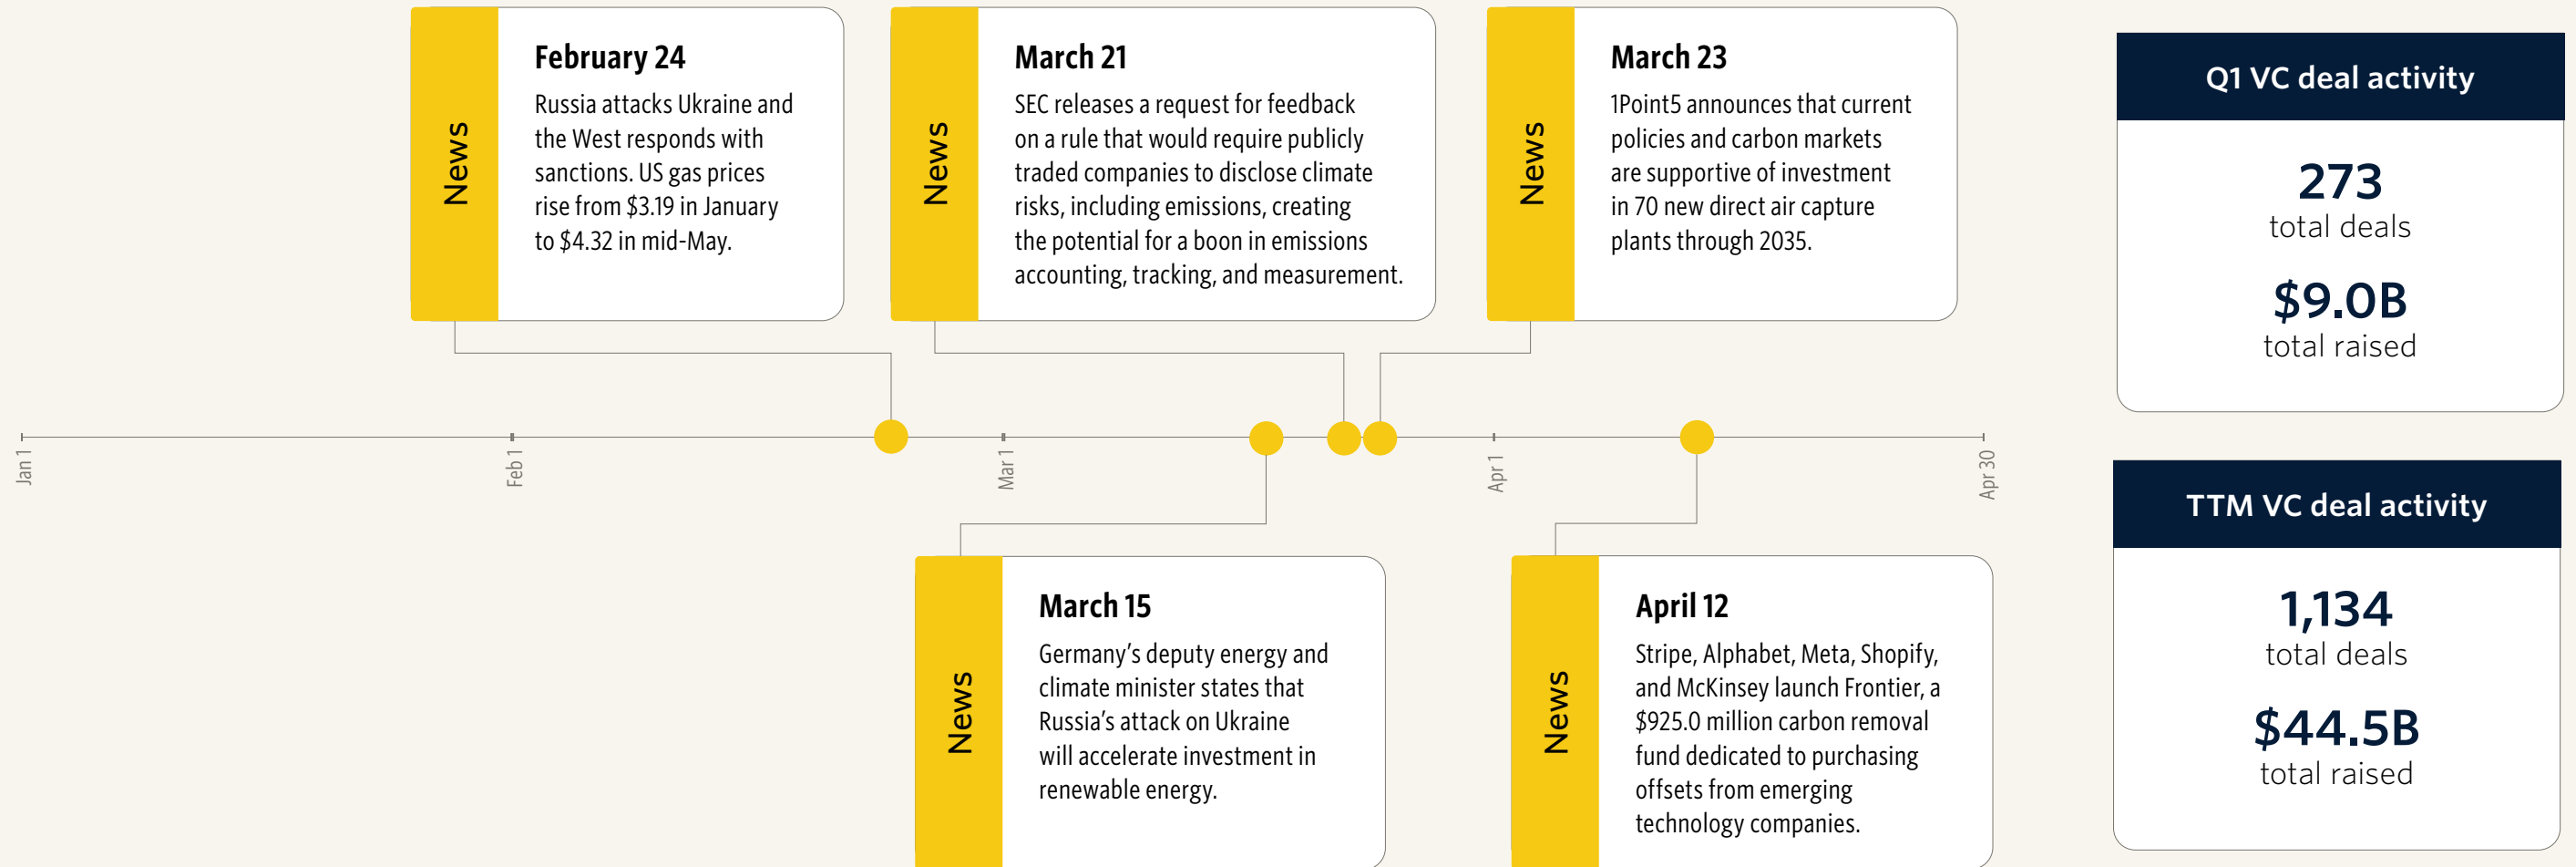 News
February 24
Russia attacks Ukraine and
the West responds with
sanctions. US gas prices
rise from $3.19 in January
to $4.32 in mid-May.
News
March 21
SEC releases a request for feedback
on a rule that would require publicly
traded companies to disclose climate
risks, including emissions, creating
the potential for a boon in emissions
accounting, tracking, and measurement.
News
March 23
1Point5 announces that current
policies and carbon markets
are supportive of investment
in 70 new direct air capture
plants through 2035.
Q1 VC deal activity
273
total deals
$9.0B
total raised
Jan 1
Feb 1
Mar 1
Apr 1
Apr 30
News
March 15
Germany’s deputy energy and
climate minister states that
Russia’s attack on Ukraine
will accelerate investment in
renewable energy.
News
April 12
Stripe, Alphabet, Meta, Shopify,
and McKinsey launch Frontier, a
$925.0 million carbon removal
fund dedicated to purchasing
offsets from emerging
technology companies.
TTM VC deal activity
1,134
total deals
$44.5B
total raised